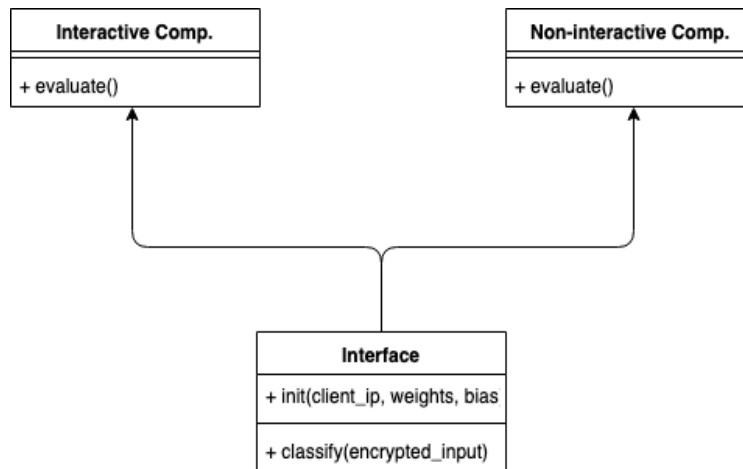 Interactive Comp.
+ evaluate()
Non-interactive Comp.
+ evaluate()
Interface
+ init(client_ip, weights, bias
+ classify(encrypted_input)